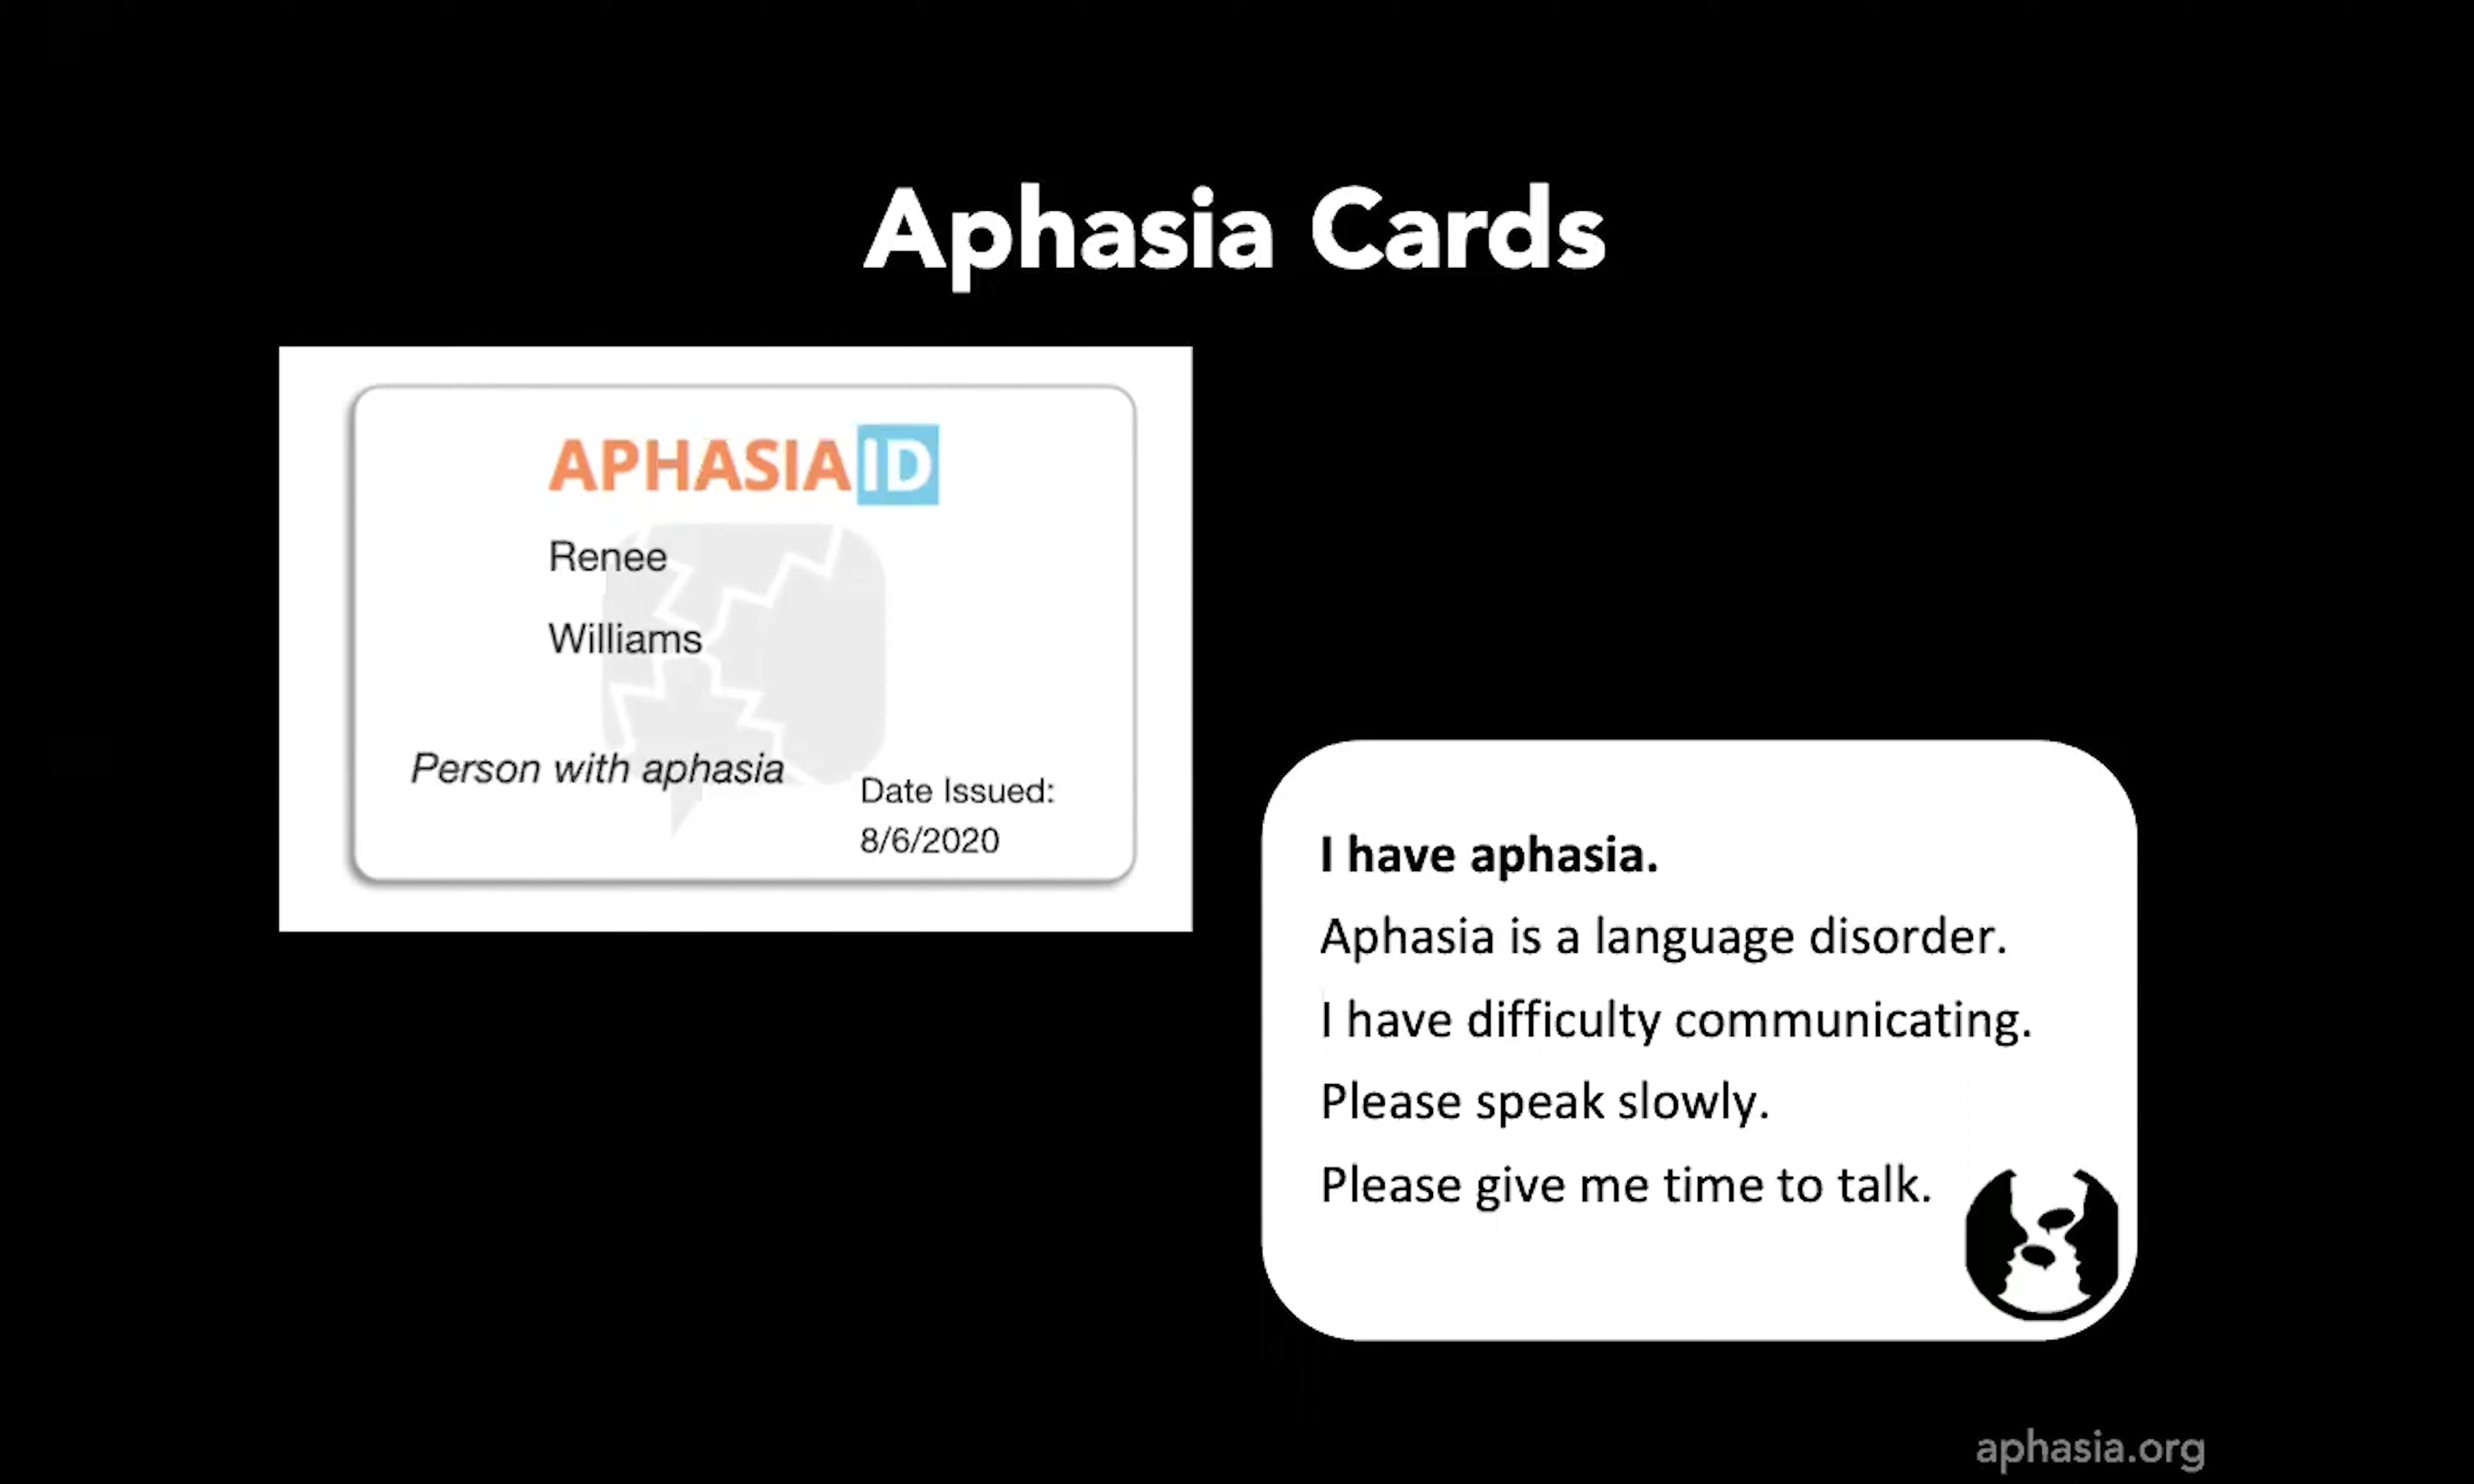 Aphasia Cards
APHASIA ID
Renee
Williams
Person with aphasia
Date Issued:
8/6/2020
I have aphasia.
Aphasia is a language disorder.
I have difficulty communicating.
Please speak slowly.
Please give me time to talk.
aphasia.org